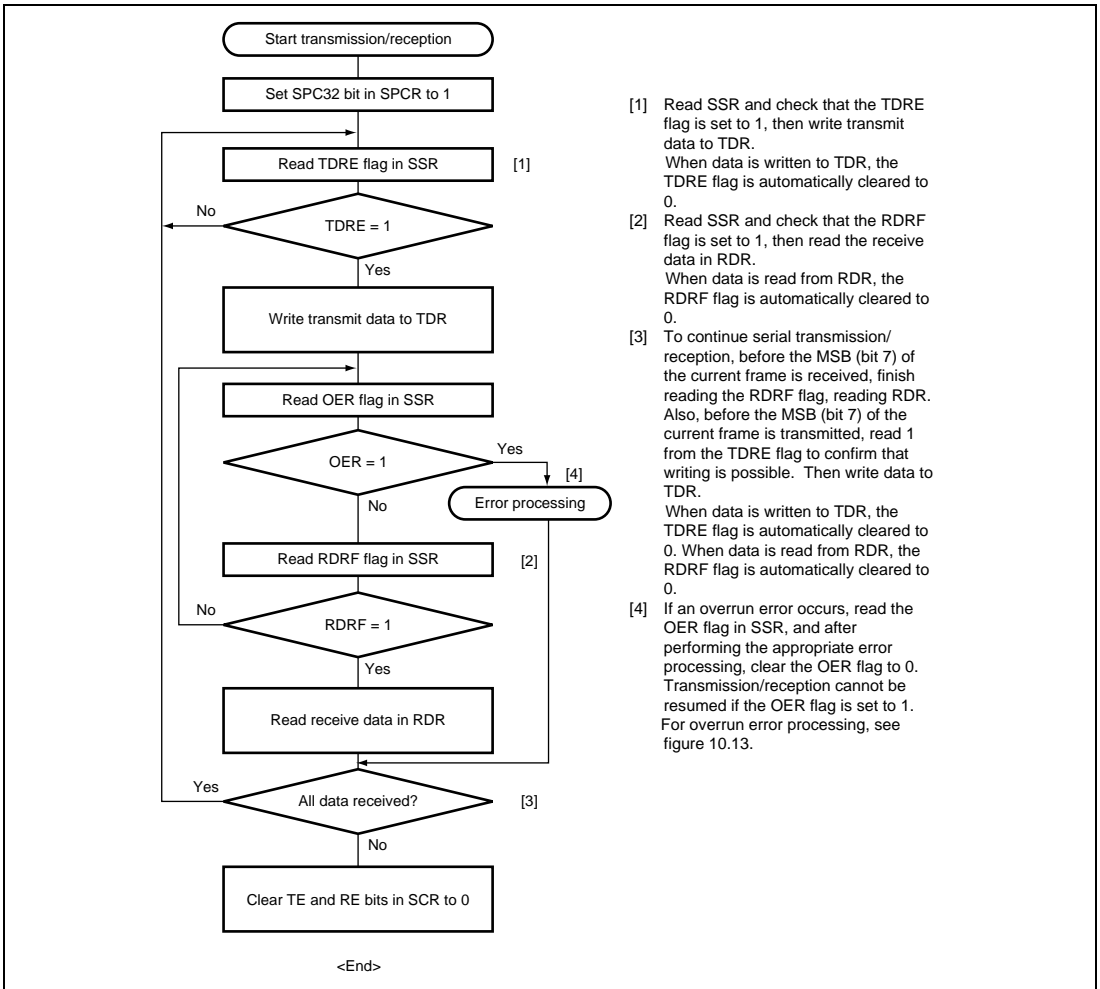 Start transmission/reception
Set SPC32 bit in SPCR to 1
Read TDRE flag in SSR
[1]
No
TDRE = 1
Yes
Write transmit data to TDR
Read OER flag in SSR
OER = 1
Yes
[4]
Error processing
No
Read RDRF flag in SSR
[2]
No
RDRF = 1
Yes
Read receive data in RDR
Yes
All data received?
[3]
No
Clear TE and RE bits in SCR to 0
<End>
[1] Read SSR and check that the TDRE
flag is set to 1, then write transmit
data to TDR.
When data is written to TDR, the
TDRE flag is automatically cleared to
0.
[2] Read SSR and check that the RDRF
flag is set to 1, then read the receive
data in RDR.
When data is read from RDR, the
RDRF flag is automatically cleared to
0.
[3] To continue serial transmission/
reception, before the MSB (bit 7) of
the current frame is received, finish
reading the RDRF flag, reading RDR.
Also, before the MSB (bit 7) of the
current frame is transmitted, read 1
from the TDRE flag to confirm that
writing is possible. Then write data to
TDR.
When data is written to TDR, the
TDRE flag is automatically cleared to
0. When data is read from RDR, the
RDRF flag is automatically cleared to
0.
[4] If an overrun error occurs, read the
OER flag in SSR, and after
performing the appropriate error
processing, clear the OER flag to 0.
Transmission/reception cannot be
resumed if the OER flag is set to 1.
For overrun error processing, see
figure 10.13.